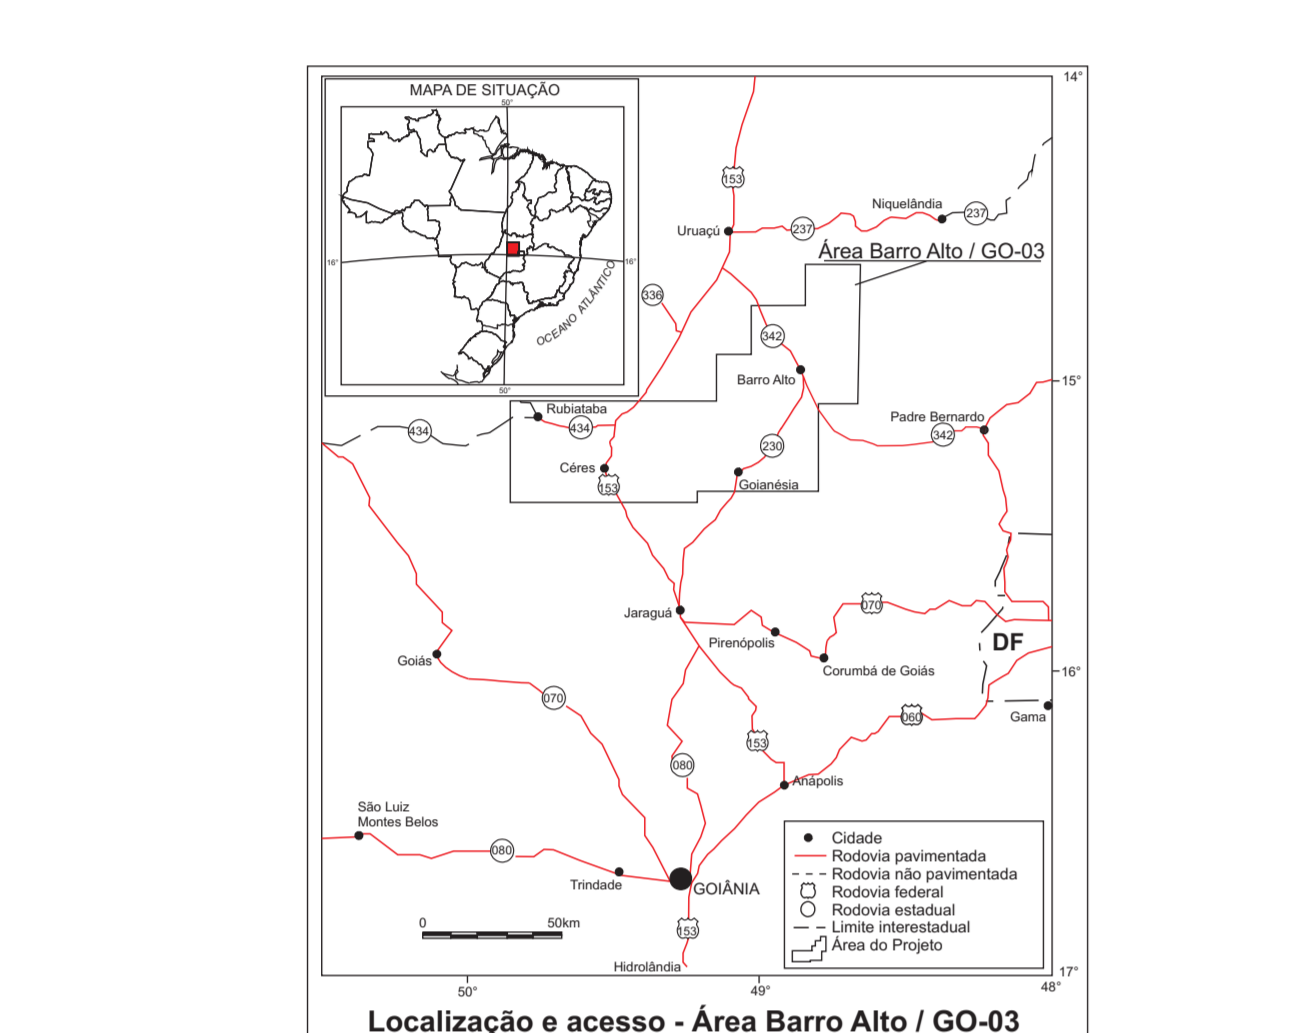 MAPA DE SITUAÇÃO
50°
16°
16°
OCEANO ATLÂNTICO
50°
14°
153
Niquelândia
237
Uruaçú
237
Área Barro Alto / GO-03
336
342
Barro Alto
15°
Rubiataba
Padre Bernardo
434
434
342
230
Céres
153
Goianésia
070
Jaraguá
Pirenópolis
DF
Goiás
Corumbá de Goiás
16°
070
060
Gama
153
080
Anápolis
São Luiz
Montes Belos
080
Trindade
GOIÂNIA
153
Hidrolândia
0 50km
Cidade
Rodovia pavimentada
Rodovia não pavimentada
Rodovia federal
Rodovia estadual
Limite interestadual
Área do Projeto
17°
50°
49°
48°
Localização e acesso - Área Barro Alto / GO-03